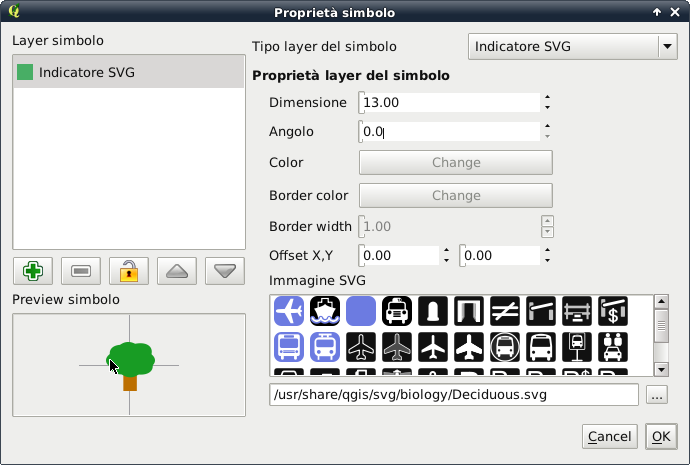 Proprietà simbolo
Layer simbolo
Indicatore SVG
Preview simbolo
Tipo layer del simbolo
Indicatore SVG
Proprietà layer del simbolo
Dimensione
13.00
Angolo
0.0
Color
Change
Border color
Change
Border width
1.00
Offset X,Y
0.00
0.00
Immagine SVG
$
/usr/share/qgis/svg/biology/Deciduous.svg
...
Cancel
OK